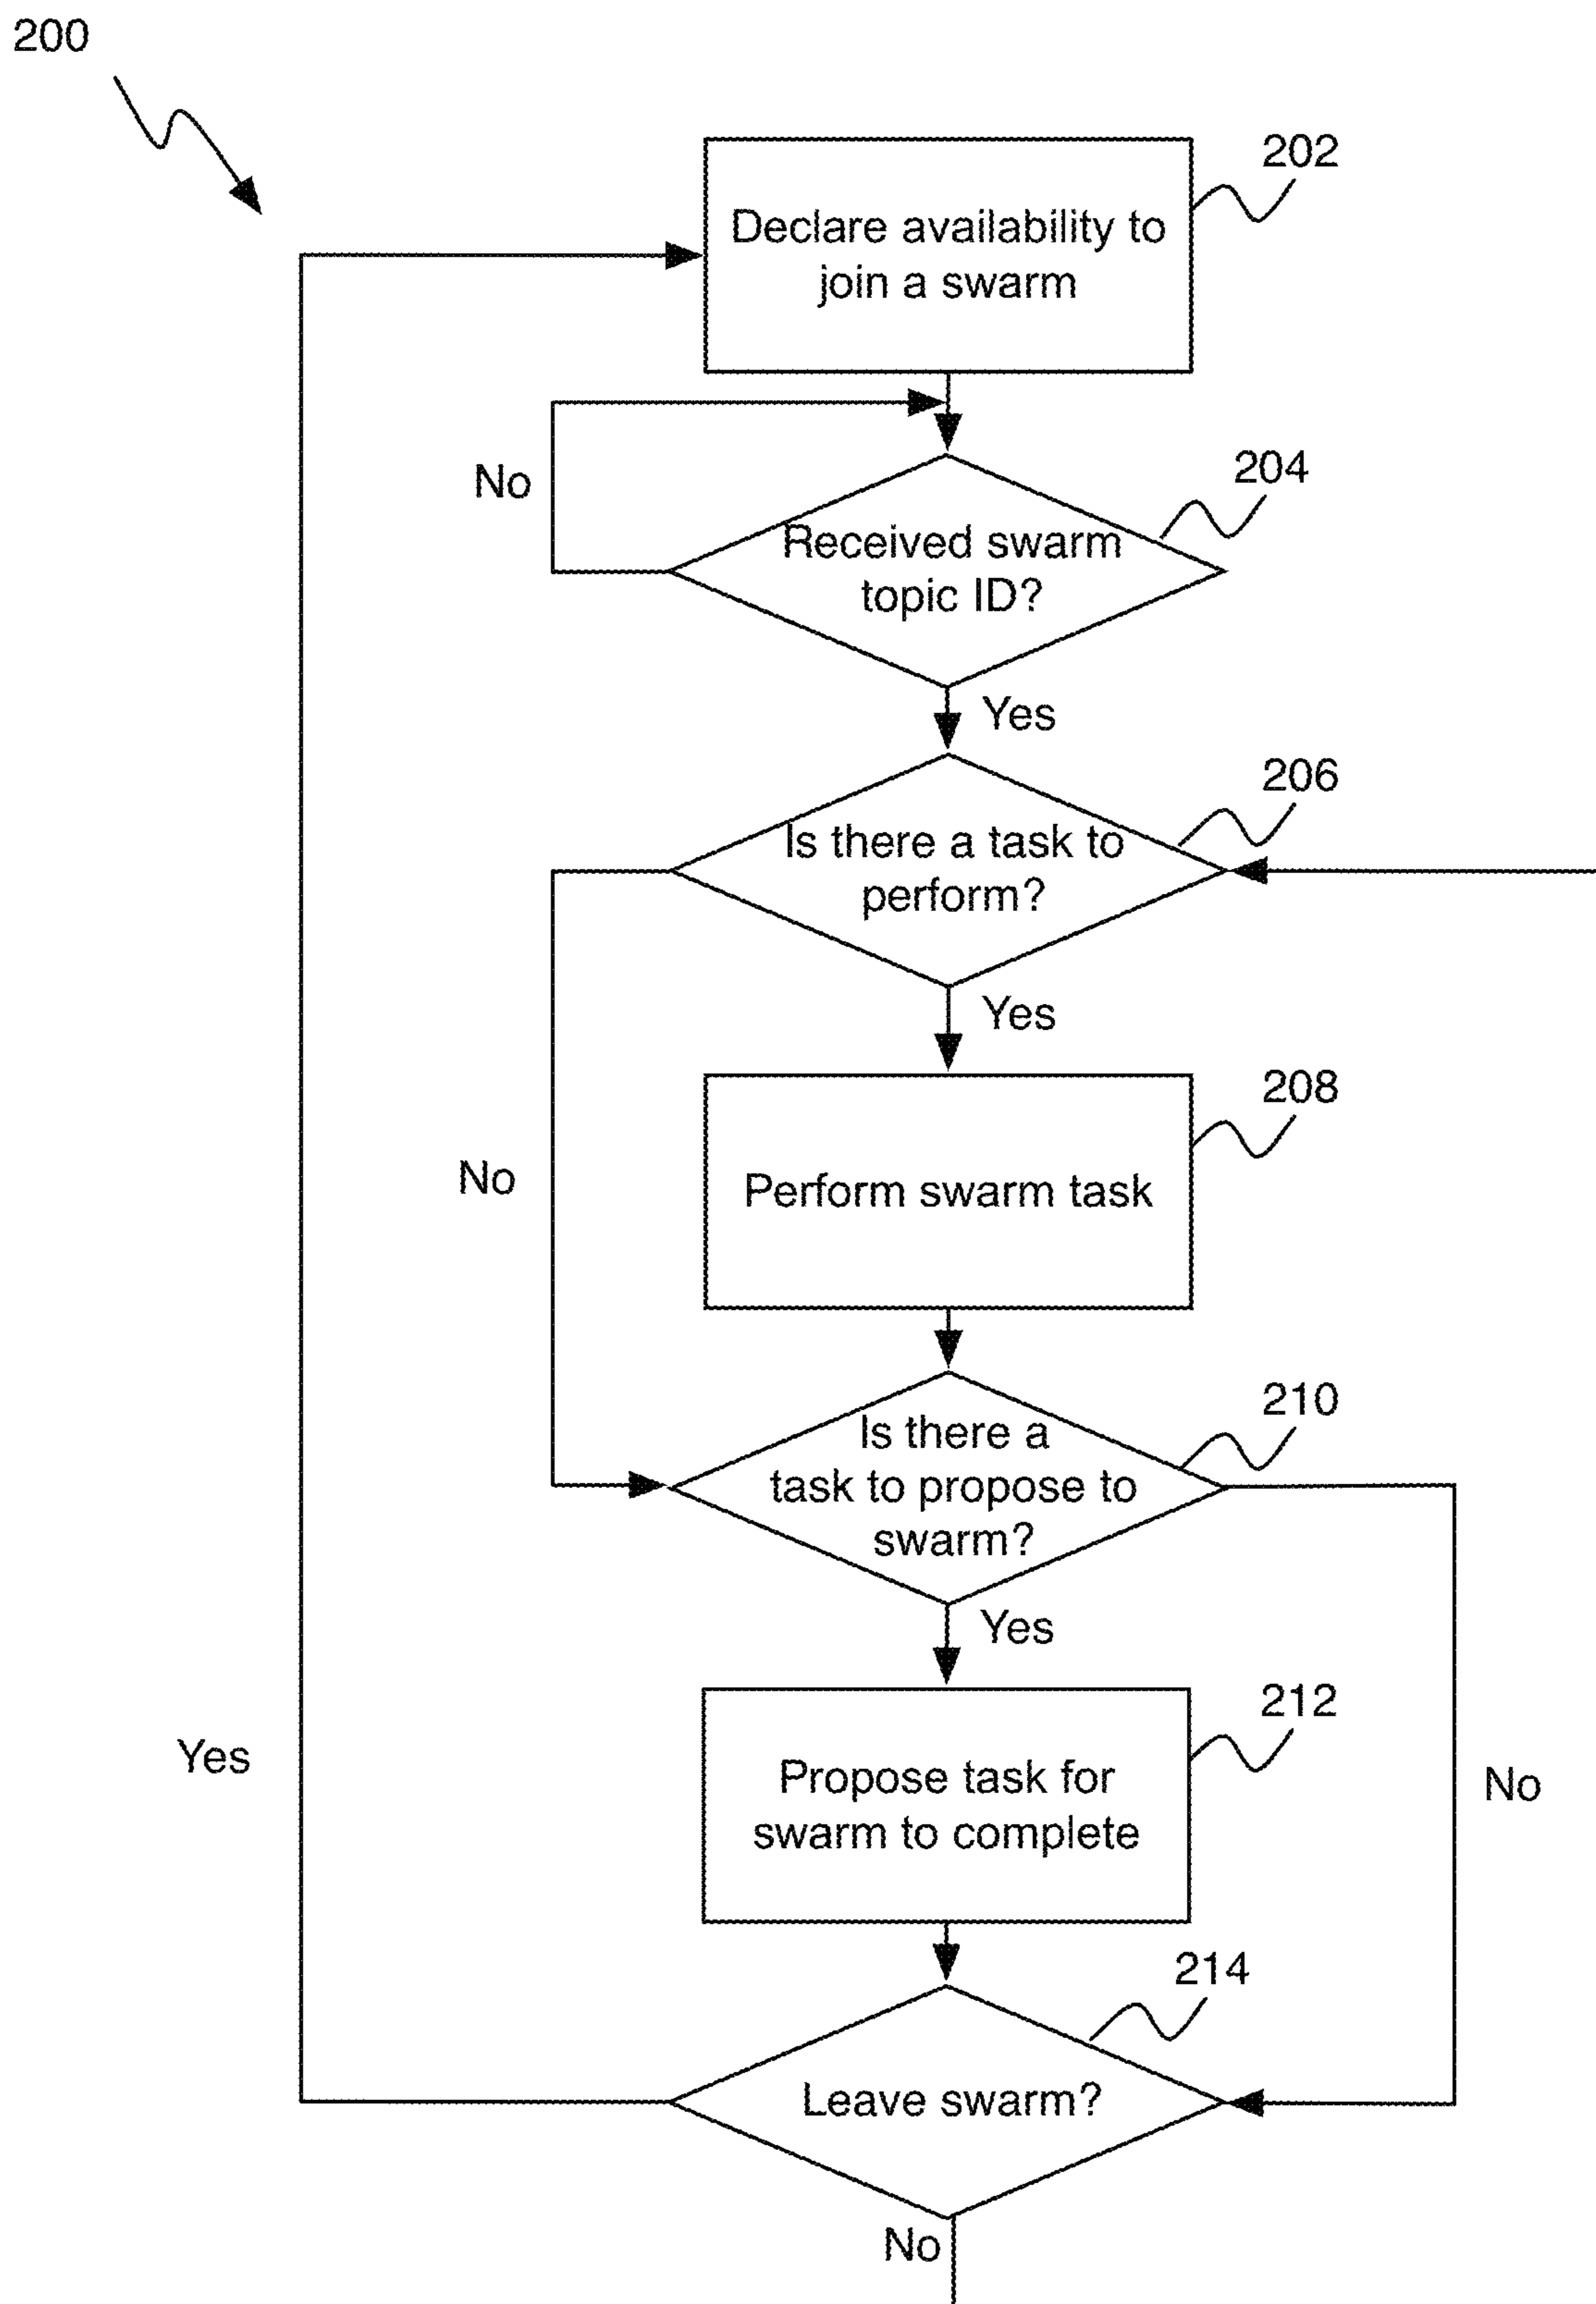 200
202
Declare availability to
join a swarm
No
204
Received swarm
topic ID?
Yes
206
Is there a task to
perform?
Yes
208
No
Perform swarm task
210
Is there a
task to propose to
swarm?
Yes
212
Yes
Propose task for
swarm to complete
No
214
Leave swarm?
No